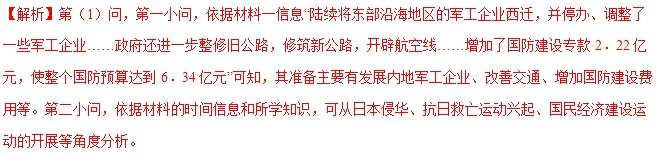 【解析】第（1）问，第一小问，依据材料一信息“陆续将东部沿海地区的军工企业西迁，并停办、调整了
一些军工企业……政府还进一步整修旧公路，修筑新公路，开辟航空线……增加了国防建设专款 2．22亿
元，使整个国防预算达到 6．34 亿元”可知，其准备主要有发展内地军工企业、改善交通、增加国防建设费
用等。第二小问，依据材料的时间信息和所学知识，可从日本侵华、抗日救亡运动兴起、国民经济建设运
动的开展等角度分析。